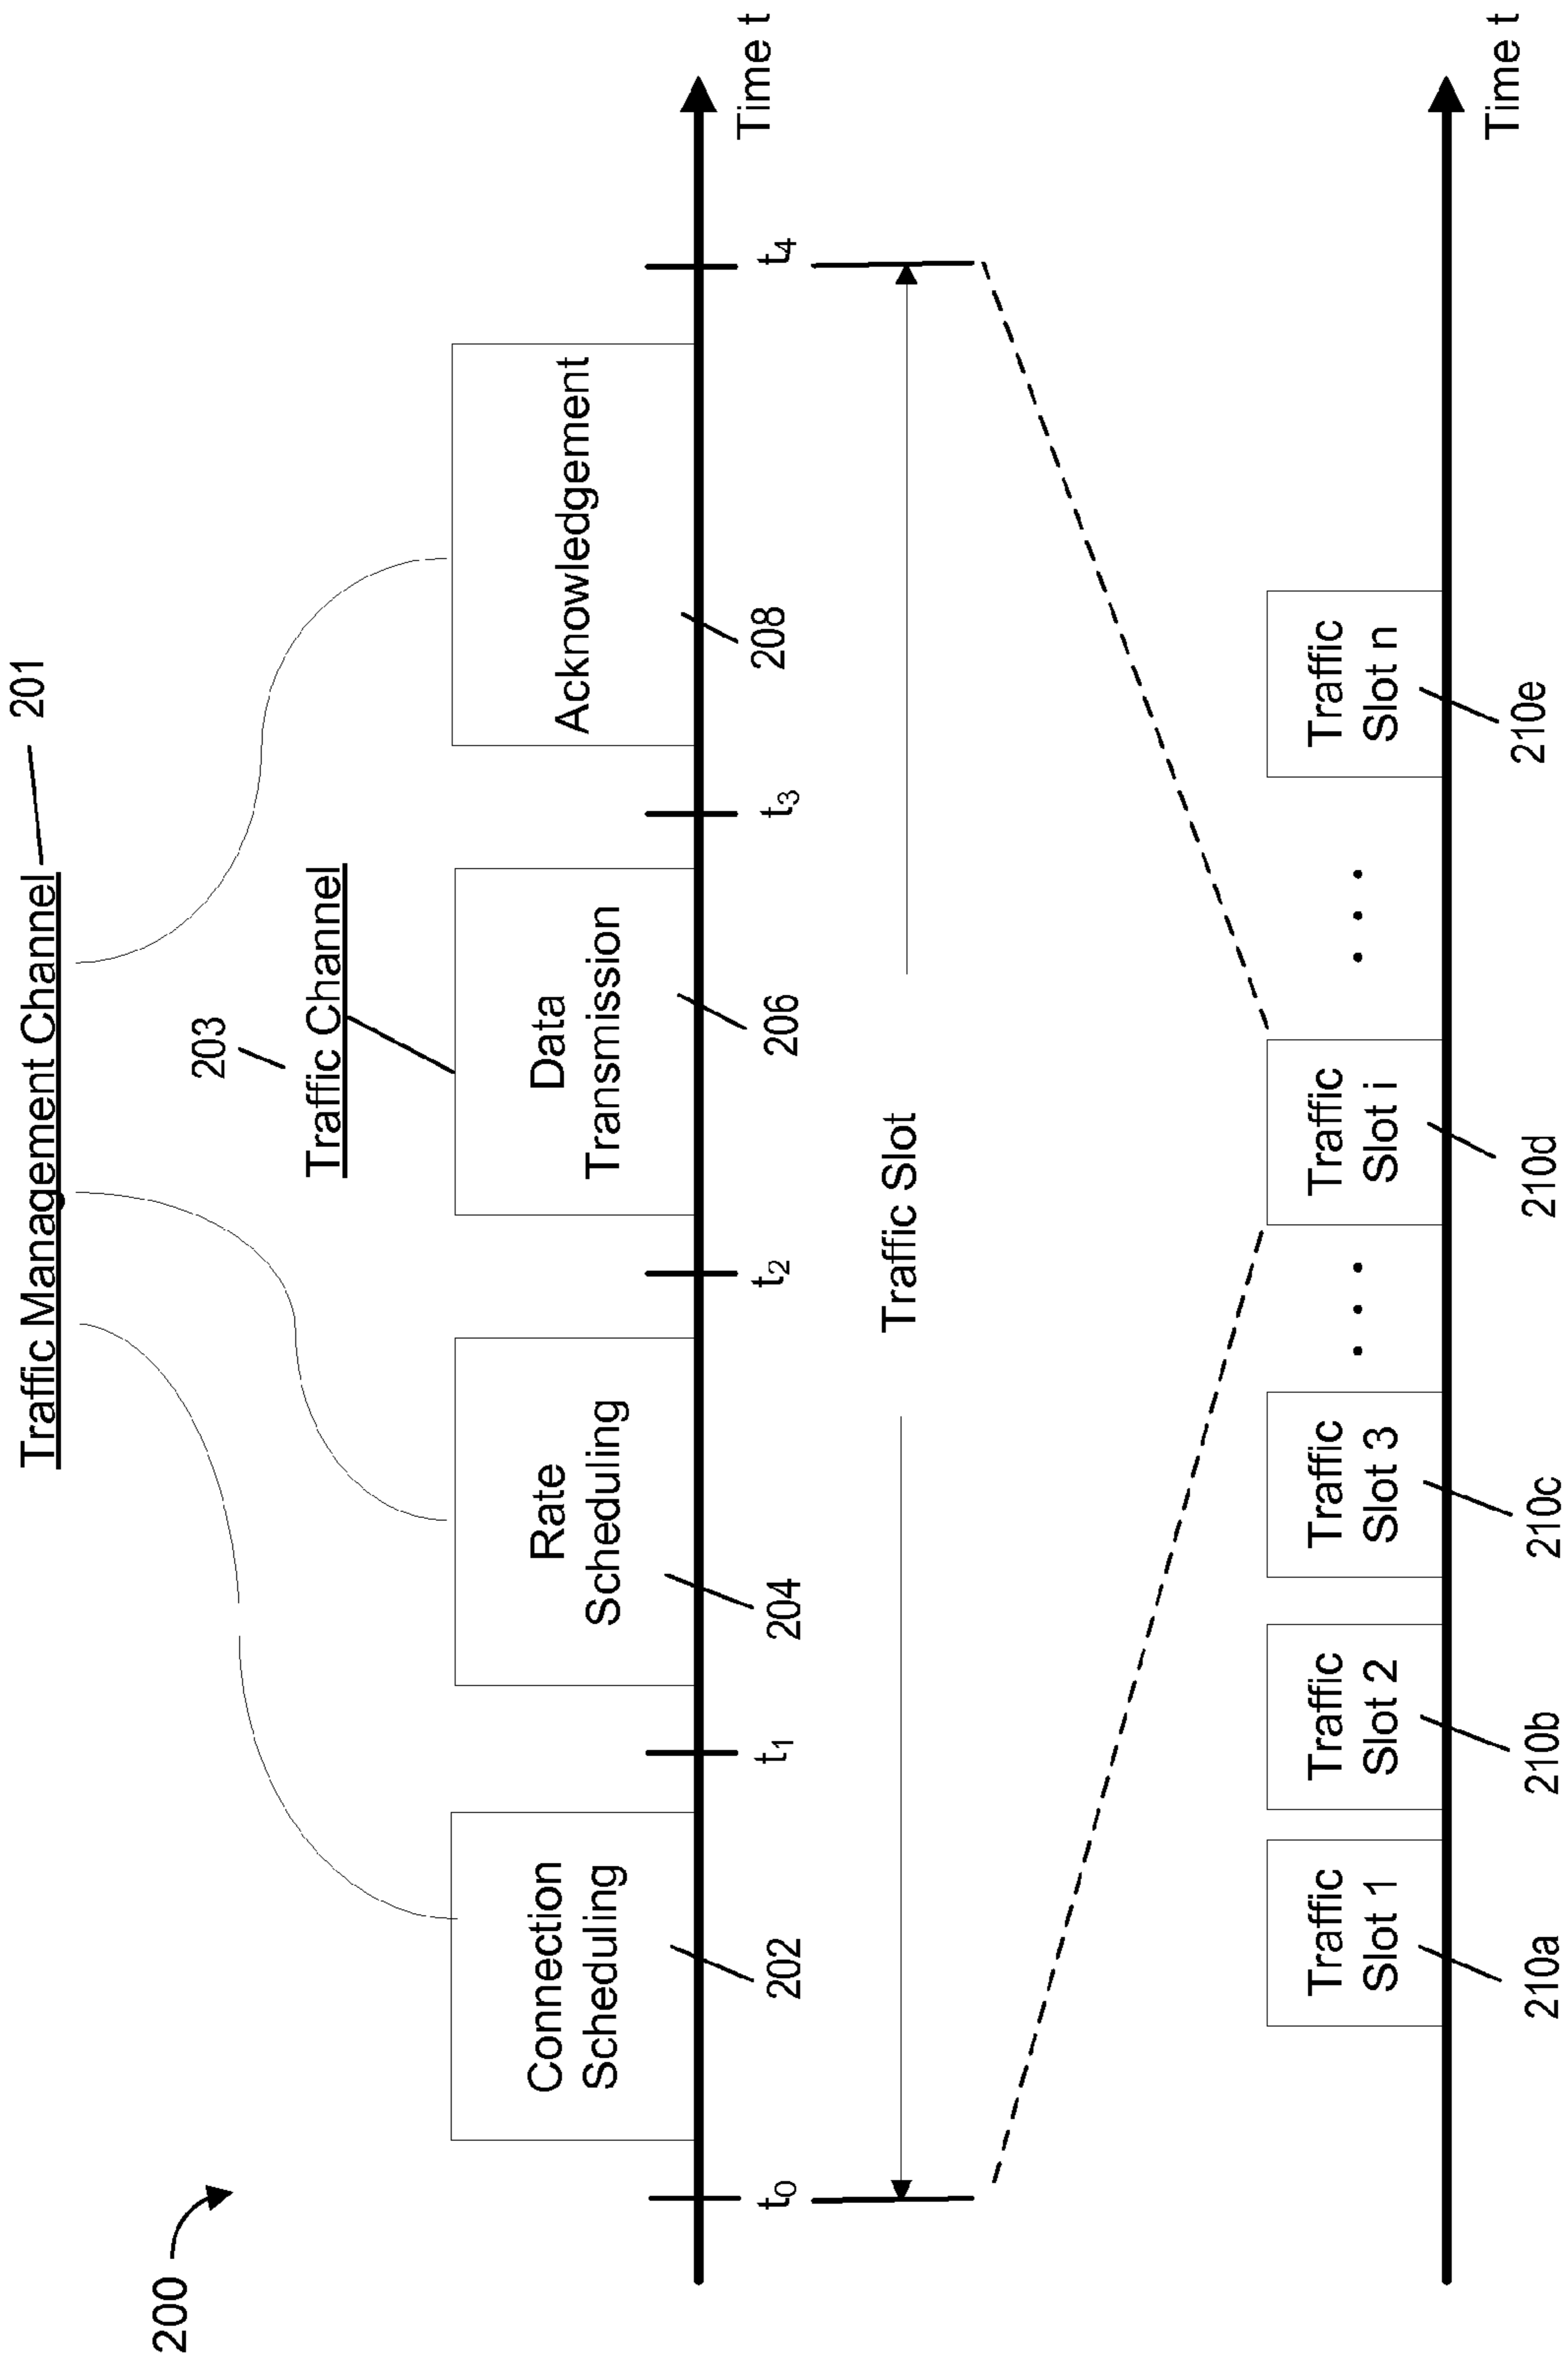 200
Traffic Management Channel
201
203
Traffic Channel
Connection
Scheduling
Rate
Scheduling
Data
Transmission
Acknowledgement
202
204
206
208
t0
t1
t2
t3
t4
Time t
Traffic Slot
Traffic
Slot 1
Traffic
Slot 2
Traffic
Slot 3
. . .
Traffic
Slot i
. . .
Traffic
Slot n
210a
210b
210c
210d
210e
Time t